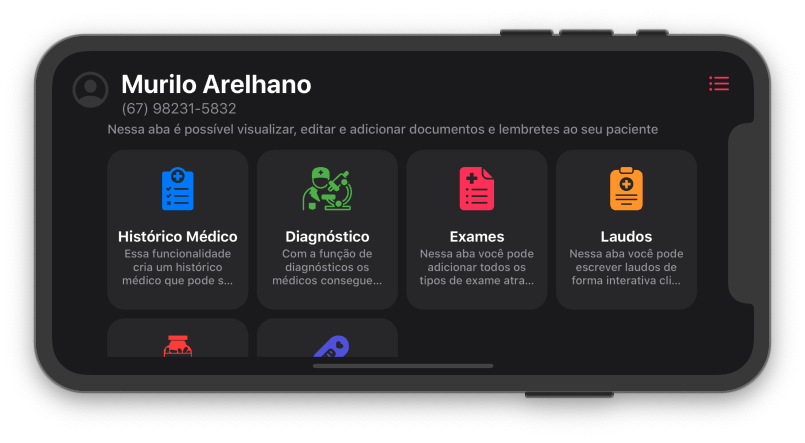 Murilo Arelhano
(67) 98231-5832
Nessa aba é possível visualizar, editar e adicionar documentos e lembretes ao seu paciente
Histórico Médico
Essa funcionalidade
cria um histórico
médico que pode s...
Diagnóstico
Com a função de
diagnósticos os
médicos consegue...
Exames
Nessa aba você pode
adicionar todos os
tipos de exame atra...
Laudos
Nessa aba você pode
escrever laudos de
forma interativa cli...